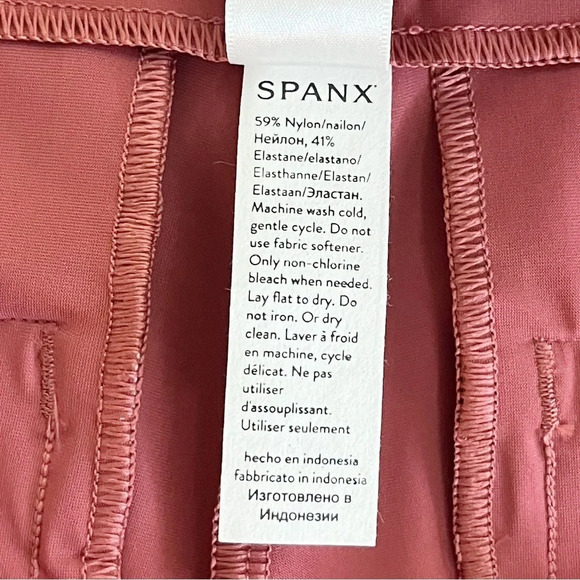 SPANX
59% Nylon/nailon/
Нейлон, 41%
Elastane/elastano/
Elasthanne/Elastan/
Elastaan/Эластан.
Machine wash cold,
gentle cycle. Do not
use fabric softener.
Only non-chlorine
bleach when needed.
Lay flat to dry. Do
not iron. Or dry
clean. Laver à froid
en machine, cycle
délicat. Ne pas
utiliser
d'assouplissant.
Utiliser seulement
hecho en indonesia
fabbricato in indonesia
Изготовлено в
Индонезии